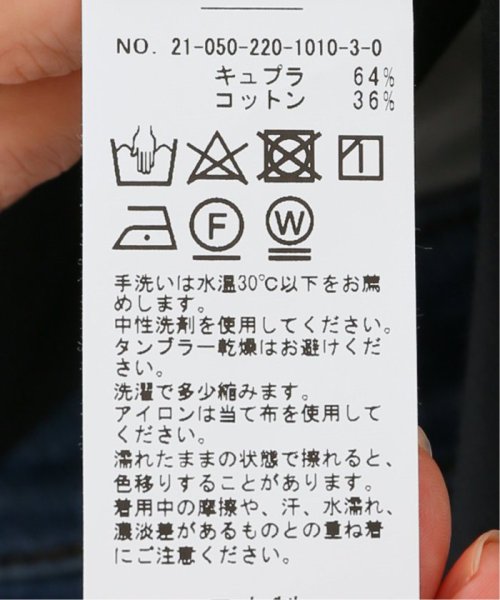 NO. 21-050-220-1010-3-0
キュプラ 64%
コットン 36%
F W
手洗いは水温30℃以下をお薦
めします。
中性洗剤を使用してください。
タンブラー乾燥はお避けくだ
さい。
洗濯で多少縮みます。
アイロンは当て布を使用して
ください。
濡れたままの状態で擦れると、
色移りすることがあります。
着用中の摩擦や、汗、水濡れ、
濃淡差があるものとの重ね着
にご注意ください。